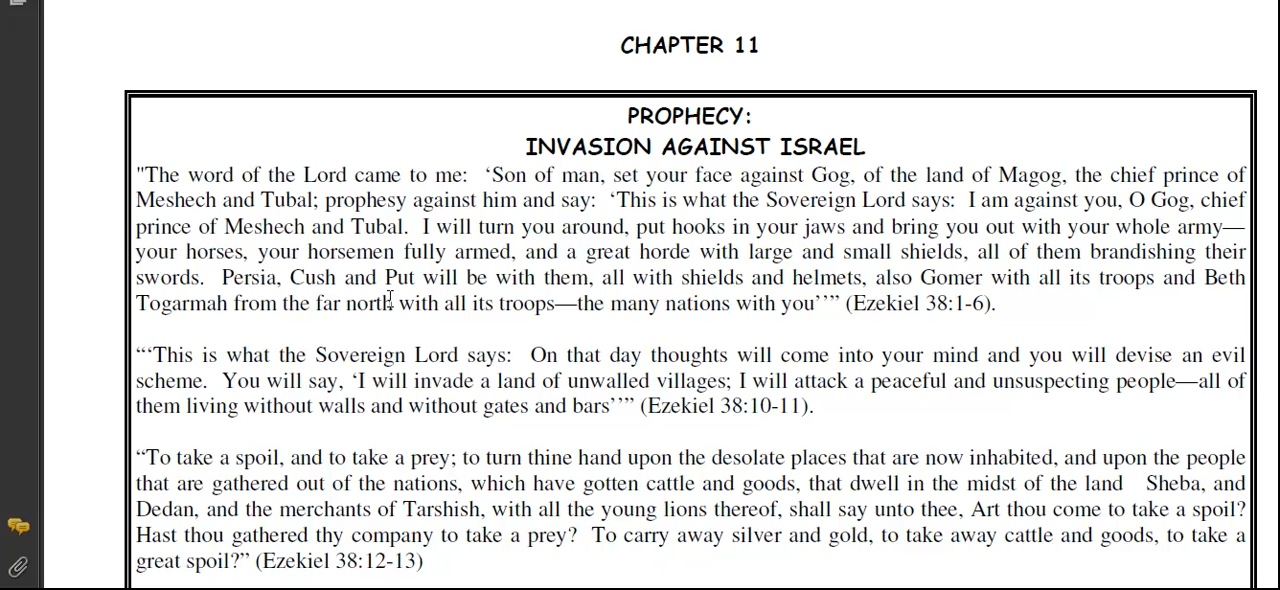 CHAPTER 11
PROPHECY:
INVASION AGAINST ISRAEL
"The word of the Lord came to me:  ‘Son of man, set your face against Gog, of the land of Magog, the chief prince of
Meshech and Tubal; prophesy against him and say:  ‘This is what the Sovereign Lord says:  I am against you, O Gog, chief
prince of Meshech and Tubal.  I will turn you around, put hooks in your jaws and bring you out with your whole army—
your horses, your horsemen fully armed, and a great horde with large and small shields, all of them brandishing their
swords.  Persia, Cush and Put will be with them, all with shields and helmets, also Gomer with all its troops and Beth
Togarmah from the far north with all its troops—the many nations with you’’” (Ezekiel 38:1-6).
“‘This is what the Sovereign Lord says:  On that day thoughts will come into your mind and you will devise an evil
scheme.  You will say, ‘I will invade a land of unwalled villages; I will attack a peaceful and unsuspecting people—all of
them living without walls and without gates and bars’’” (Ezekiel 38:10-11).
“To take a spoil, and to take a prey; to turn thine hand upon the desolate places that are now inhabited, and upon the people
that are gathered out of the nations, which have gotten cattle and goods, that dwell in the midst of the land   Sheba, and
Dedan, and the merchants of Tarshish, with all the young lions thereof, shall say unto thee, Art thou come to take a spoil?
Hast thou gathered thy company to take a prey?  To carry away silver and gold, to take away cattle and goods, to take a
great spoil?” (Ezekiel 38:12-13)